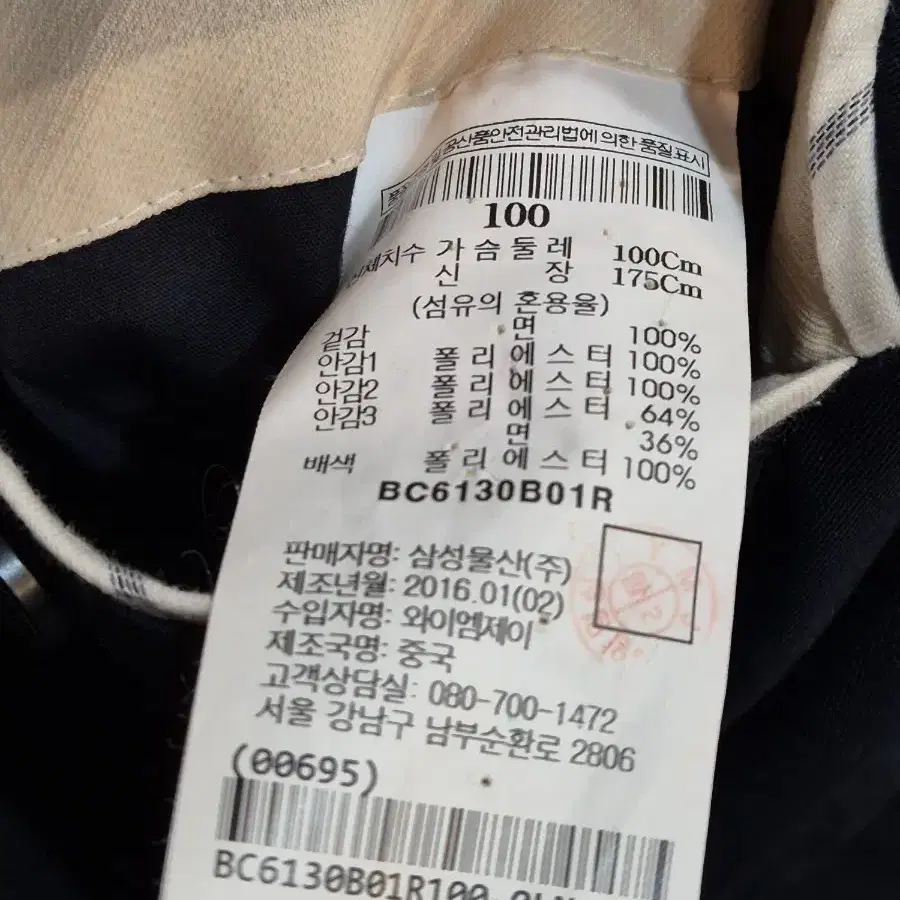 공산품안전관리법에 의한 품질표시
100
신체치수 가슴둘레 100Cm
신 장 175Cm
(섬유의 혼용율)
겉감 면 100%
안감1 폴리에스터 100%
안감2 폴리에스터 100%
안감3 폴리에스터 64%
면 36%
배색 폴리에스터 100%
BC6130B01R
판매자명: 삼성물산(주)
제조년월: 2016.01(02)
수입자명: 와이엠제이
제조국명: 중국
고객상담실: 080-700-1472
서울 강남구 남부순환로 2806
(00695)
BC6130B01R100